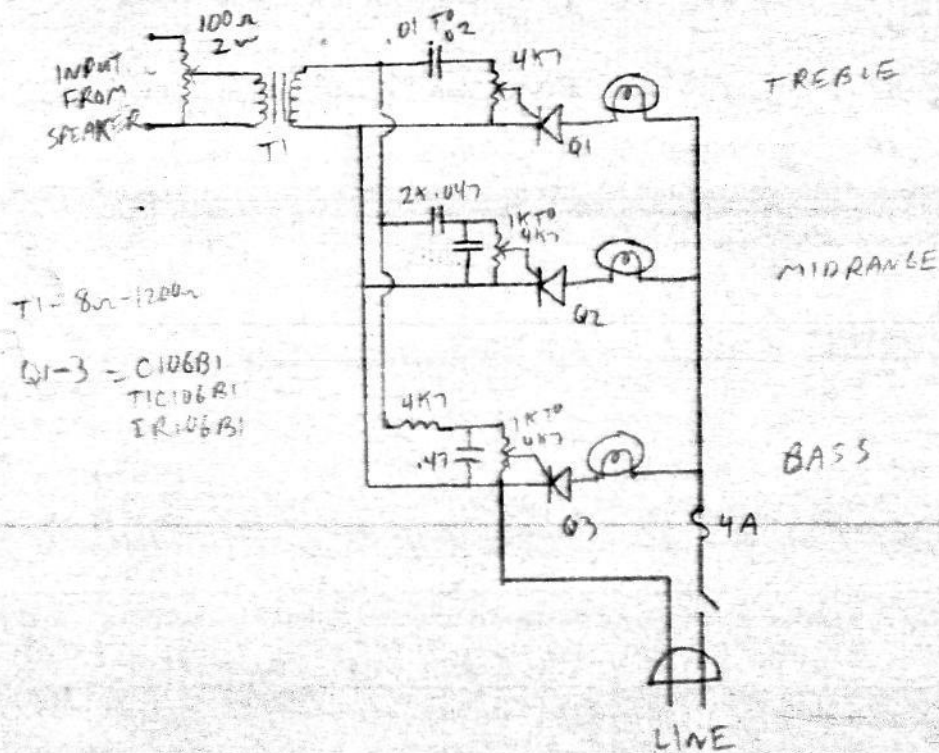 100Ω
2W
INPUT
FROM
SPEAKER
T1
.01 TO
.02
4K7
Q1
TREBLE
2X.047
1K TO
4K7
Q2
MIDRANGE
T1- 8Ω-1200Ω
Q1-3 = C106B1
TIC106B1
IR106B1
4K7
.47
1K TO
4K7
Q3
BASS
4A
LINE